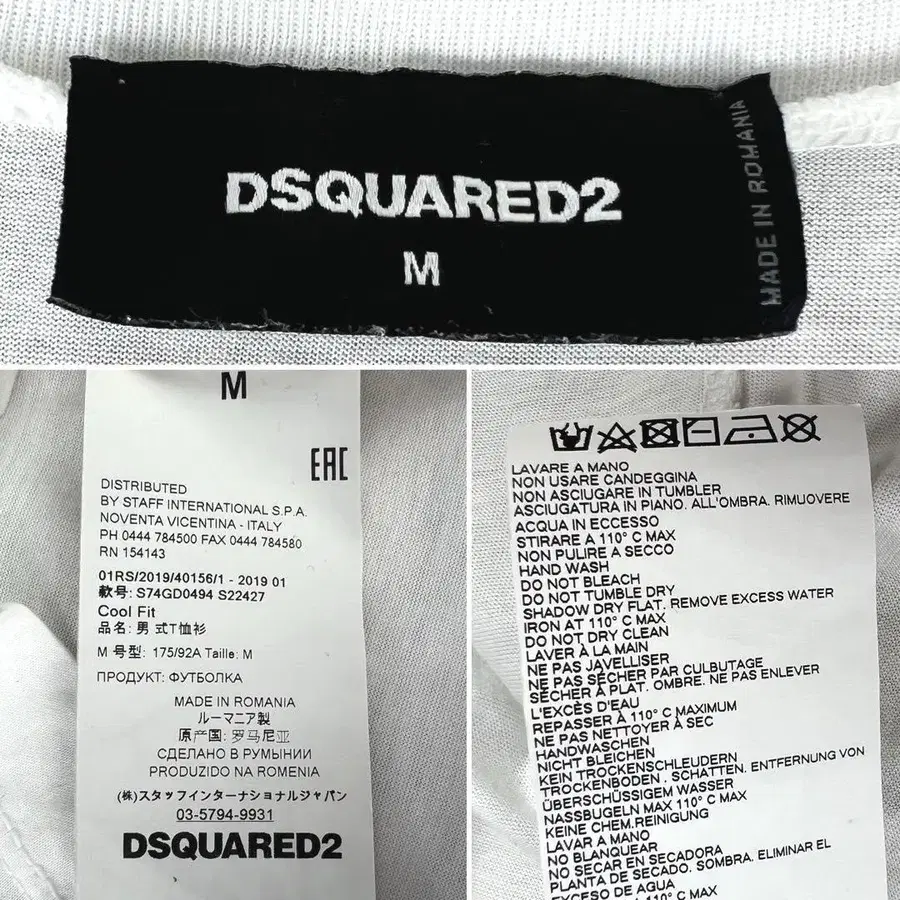 DSQUARED2
M
MADE IN ROMANIA
M
EAC
DISTRIBUTED
BY STAFF INTERNATIONAL S.P.A.
NOVENTA VICENTINA - ITALY
PH 0444 784500 FAX 0444 784580
RN 154143
01RS/2019/40156/1 - 2019 01
款号: S74GD0494 S22427
Cool Fit
品名: 男 式T恤衫
M 号型: 175/92A Taille: M
ПРОДУКТ: ФУТБОЛКА
MADE IN ROMANIA
ルーマニア製
原产国: 罗马尼亚
СДЕЛАНО В РУМЫНИИ
PRODUZIDO NA ROMENIA
(株)スタッフインターナショナルジャパン
03-5794-9931
DSQUARED2
LAVARE A MANO
NON USARE CANDEGGINA
NON ASCIUGARE IN TUMBLER
ASCIUGATURA IN PIANO. ALL'OMBRA. RIMUOVERE
ACQUA IN ECCESSO
STIRARE A 110° C MAX
NON PULIRE A SECCO
HAND WASH
DO NOT BLEACH
DO NOT TUMBLE DRY
SHADOW DRY FLAT. REMOVE EXCESS WATER
IRON AT 110° C MAX
DO NOT DRY CLEAN
LAVER À LA MAIN
NE PAS JAVELLISER
NE PAS SÉCHER PAR CULBUTAGE
SÉCHER À PLAT. OMBRE. NE PAS ENLEVER
L'EXCÈS D'EAU
REPASSER À 110° C MAXIMUM
NE PAS NETTOYER À SEC
HANDWASCHEN
NICHT BLEICHEN
KEIN TROCKENSCHLEUDERN
TROCKENBODEN . SCHATTEN. ENTFERNUNG VON
ÜBERSCHÜSSIGEM WASSER
NASSBUGELN MAX 110° C MAX
KEINE CHEM.REINIGUNG
LAVAR A MANO
NO BLANQUEAR
NO SECAR EN SECADORA
PLANTA DE SECADO. SOMBRA. ELIMINAR EL
EXCESO DE AGUA
110° C MAX